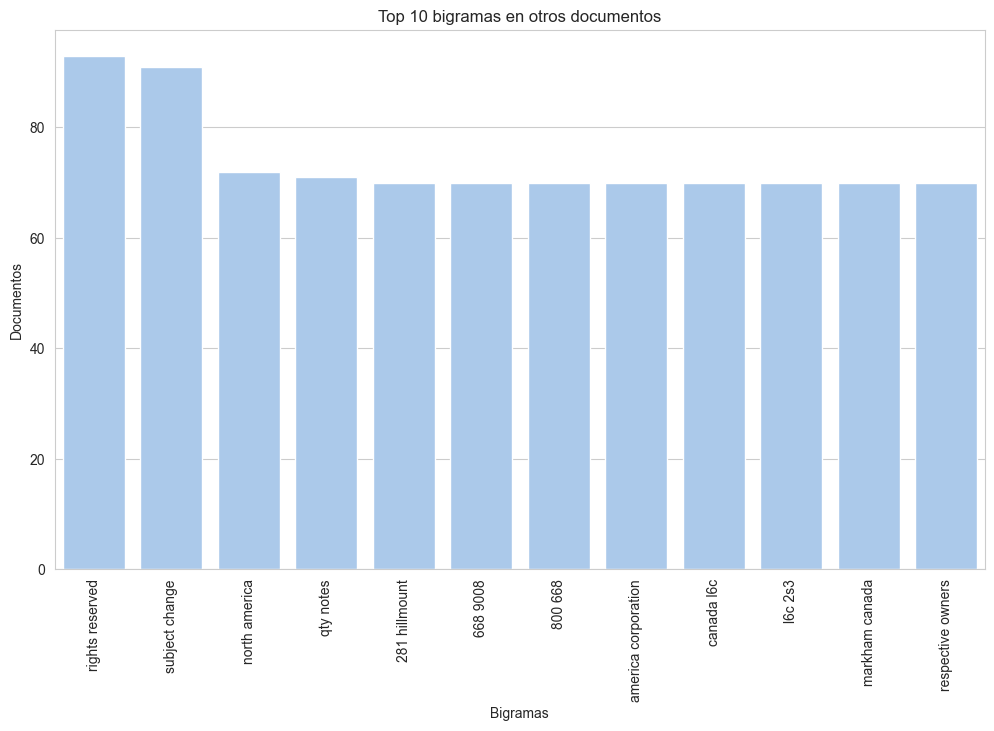 Top 10 bigramas en otros documentos
Documentos
80
60
40
20
0
rights reserved
subject change
north america
qty notes
281 hillmount
668 9008
800 668
america corporation
canada l6c
l6c 2s3
markham canada
respective owners
Bigramas